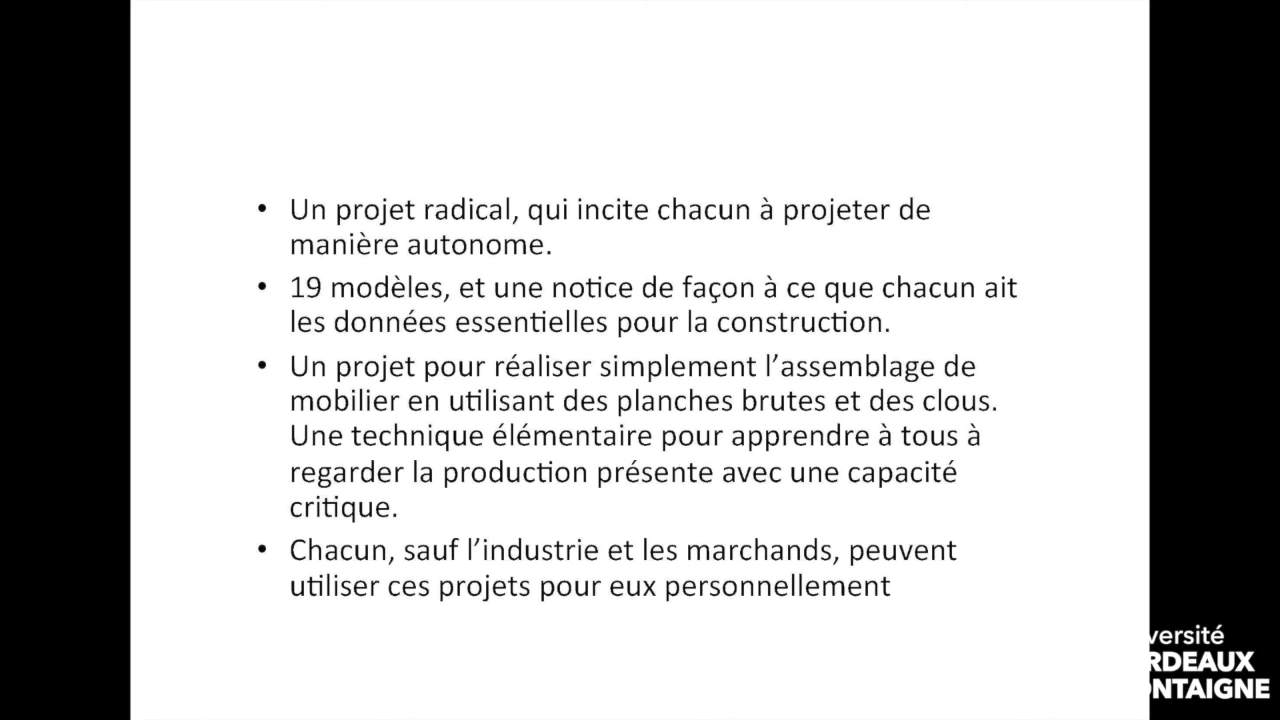 • Un projet radical, qui incite chacun à projeter de
manière autonome.
• 19 modèles, et une notice de façon à ce que chacun ait
les données essentielles pour la construction.
• Un projet pour réaliser simplement l’assemblage de
mobilier en utilisant des planches brutes et des clous.
Une technique élémentaire pour apprendre à tous à
regarder la production présente avec une capacité
critique.
• Chacun, sauf l’industrie et les marchands, peuvent
utiliser ces projets pour eux personnellement
versité
RDEAUX
NTAIGNE